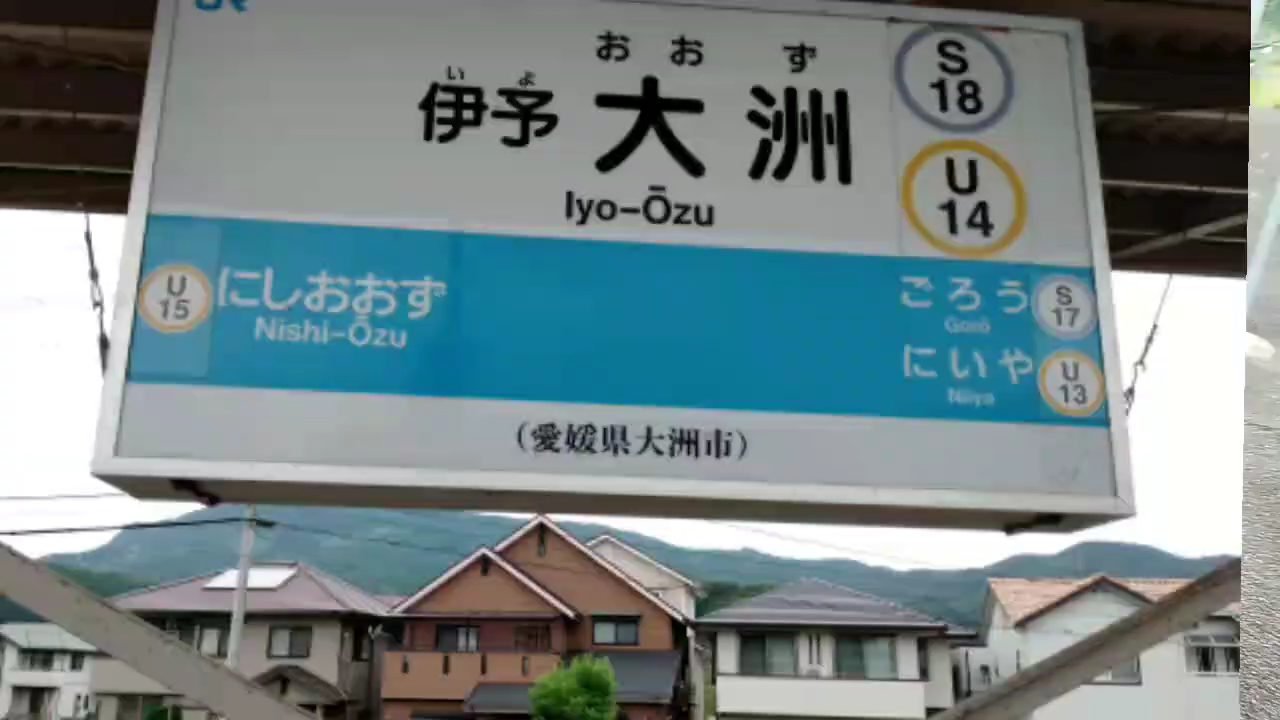 JR
おおず
いよ
伊予 大洲
Iyo-Ōzu
S
18
U
14
U
15
にしおおず
Nishi-Ōzu
ごろう
Gorō
S
17
にいや
Niiya
U
13
(愛媛県大洲市)